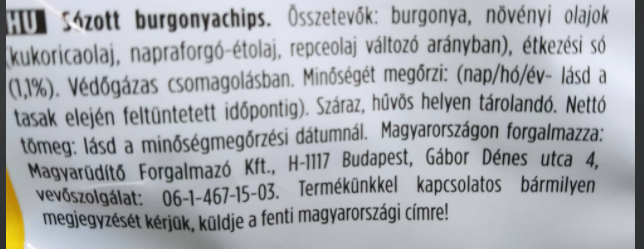 HU Sózott burgonyachips. Összetevők: burgonya, növényi olajok
(kukoricaolaj, napraforgó-étolaj, repceolaj változó arányban), étkezési só
(1,1%). Védőgázas csomagolásban. Minőségét megőrzi: (nap/hó/év- lásd a
tasak elején feltüntetett időpontig). Száraz, hűvös helyen tárolandó. Nettó
tömeg: lásd a minőségmegőrzési dátumnál. Magyarországon forgalmazza:
Magyarüdítő Forgalmazó Kft., H-1117 Budapest, Gábor Dénes utca 4,
vevőszolgálat: 06-1-467-15-03. Termékünkkel kapcsolatos bármilyen
megjegyzését kérjük, küldje a fenti magyarországi címre!